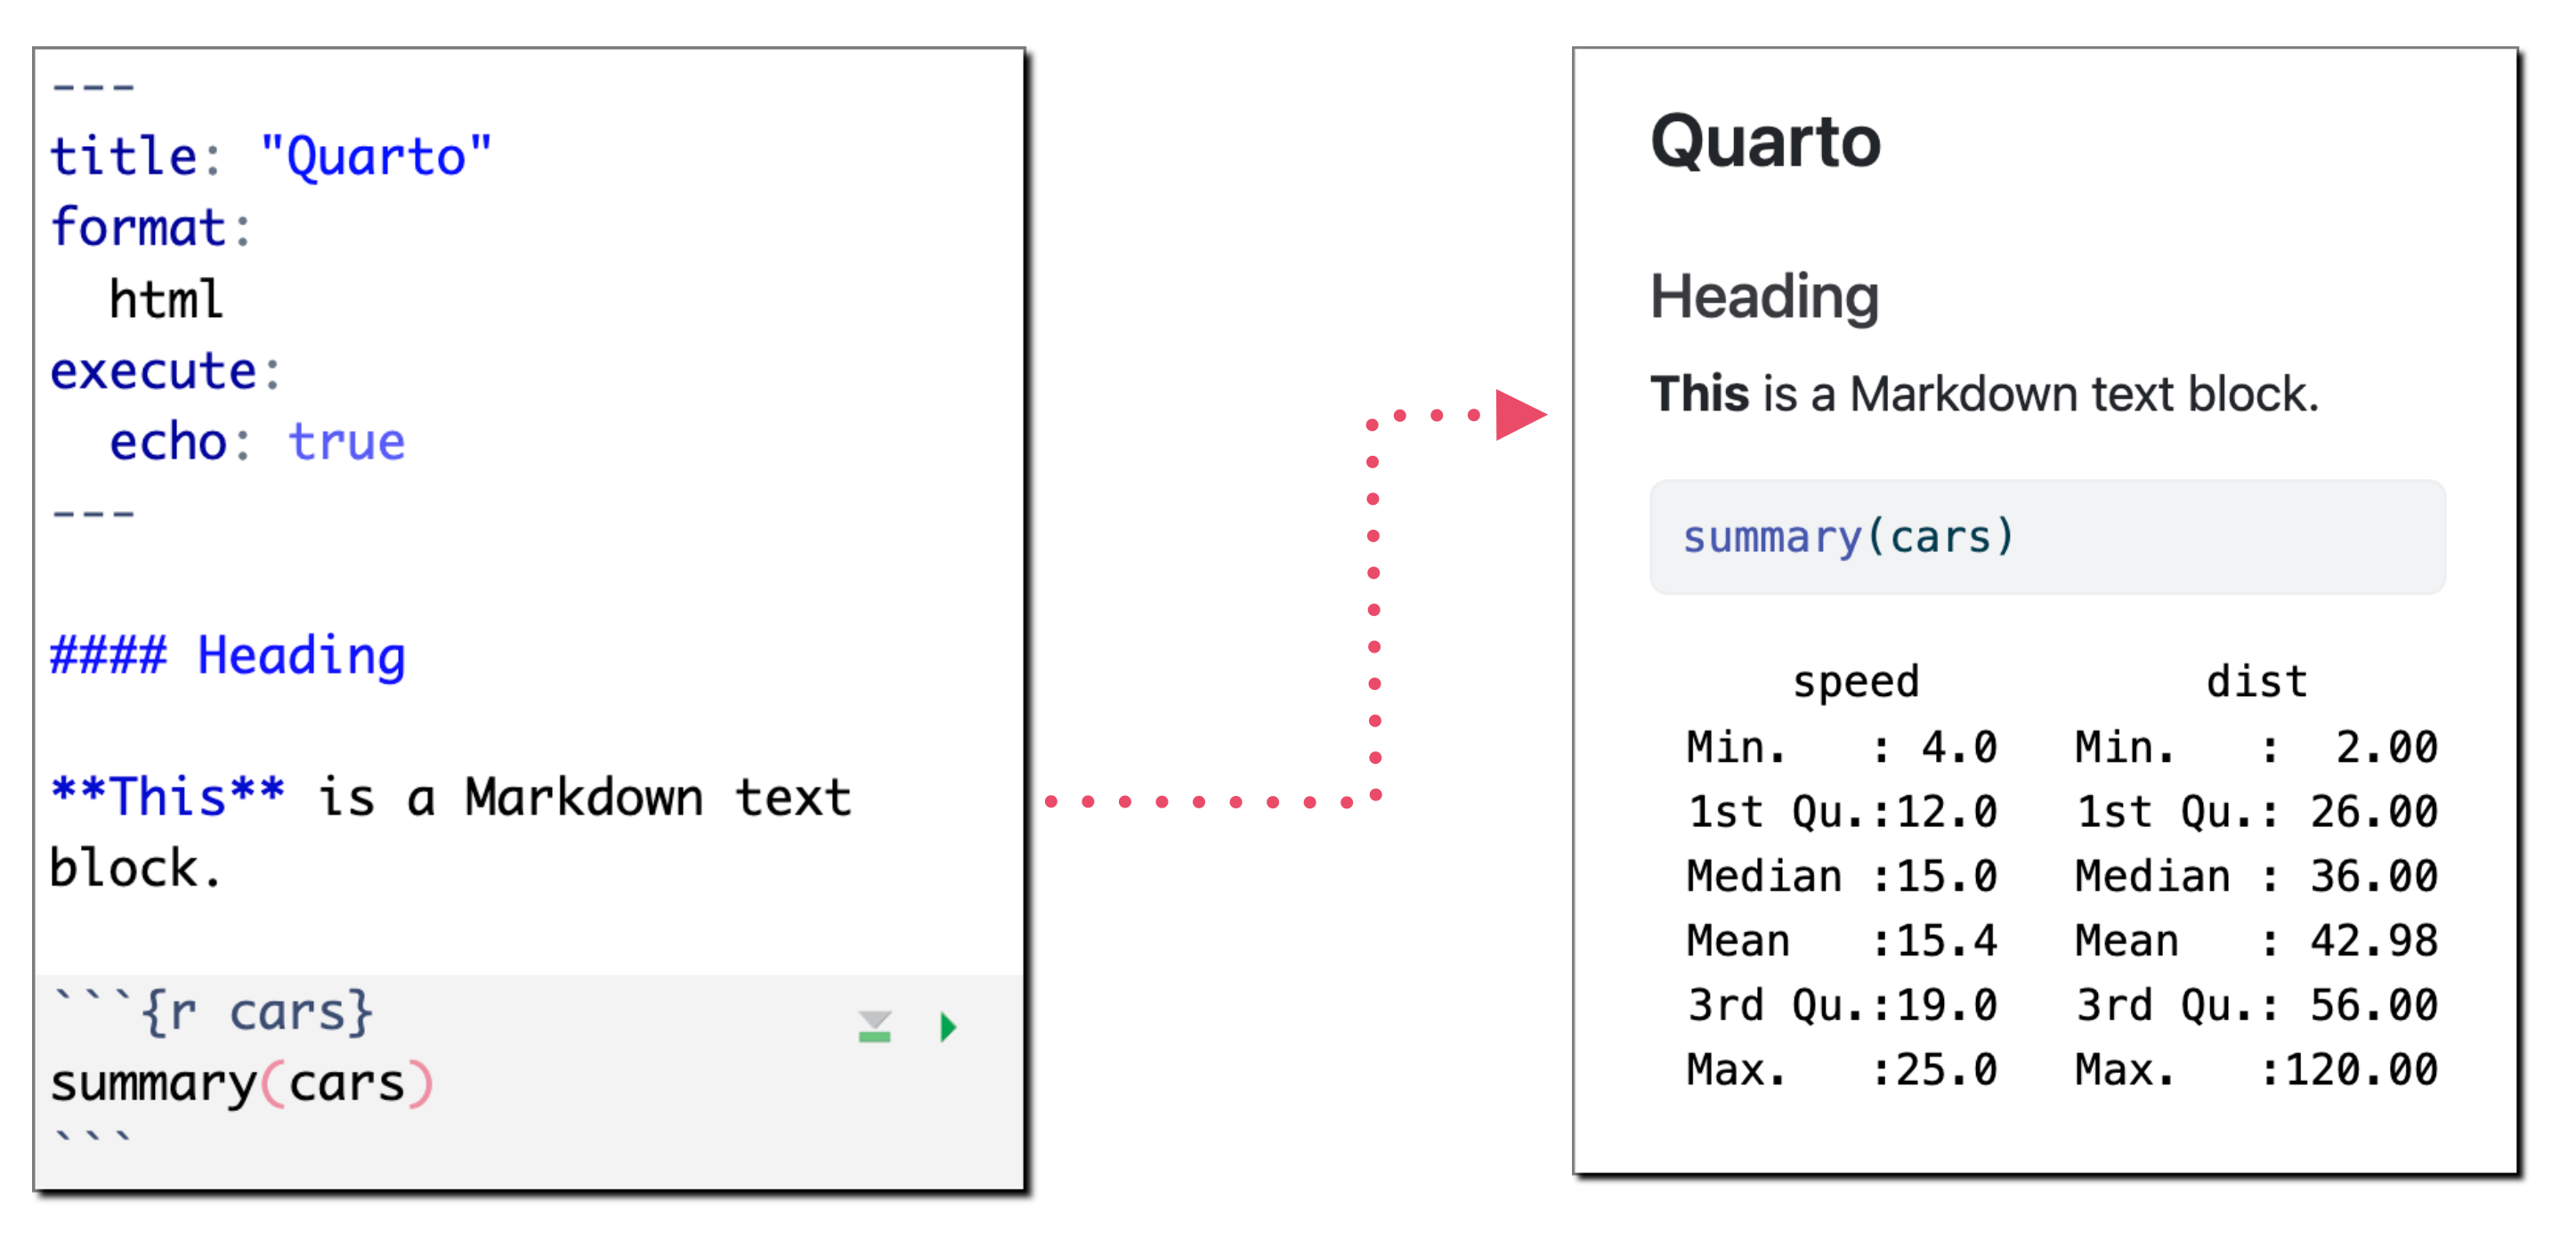 ---
title: "Quarto"
format:
  html
execute:
  echo: true
---
#### Heading
**This** is a Markdown text
block.
```{r cars}
summary(cars)
```
Quarto
Heading
This is a Markdown text block.
summary(cars)
     speed           dist
 Min.   : 4.0   Min.   :  2.00
 1st Qu.:12.0   1st Qu.: 26.00
 Median :15.0   Median : 36.00
 Mean   :15.4   Mean   : 42.98
 3rd Qu.:19.0   3rd Qu.: 56.00
 Max.   :25.0   Max.   :120.00